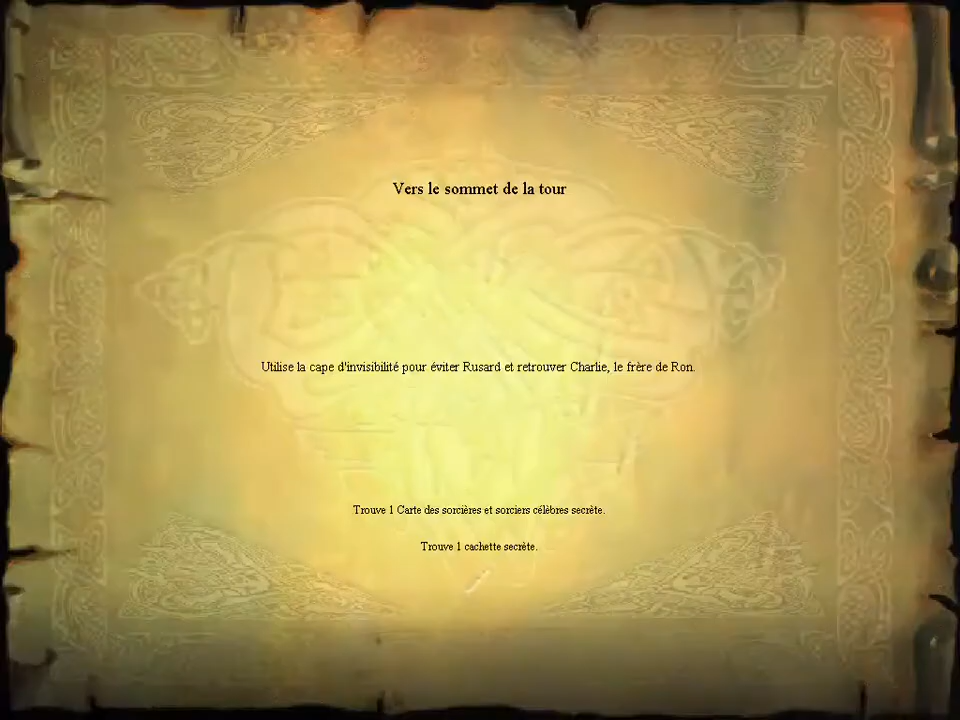 Vers le sommet de la tour
Utilise la cape d'invisibilité pour éviter Rusard et retrouver Charlie, le frère de Ron.
Trouve 1 Carte des sorcières et sorciers célèbres secrète.
Trouve 1 cachette secrète.